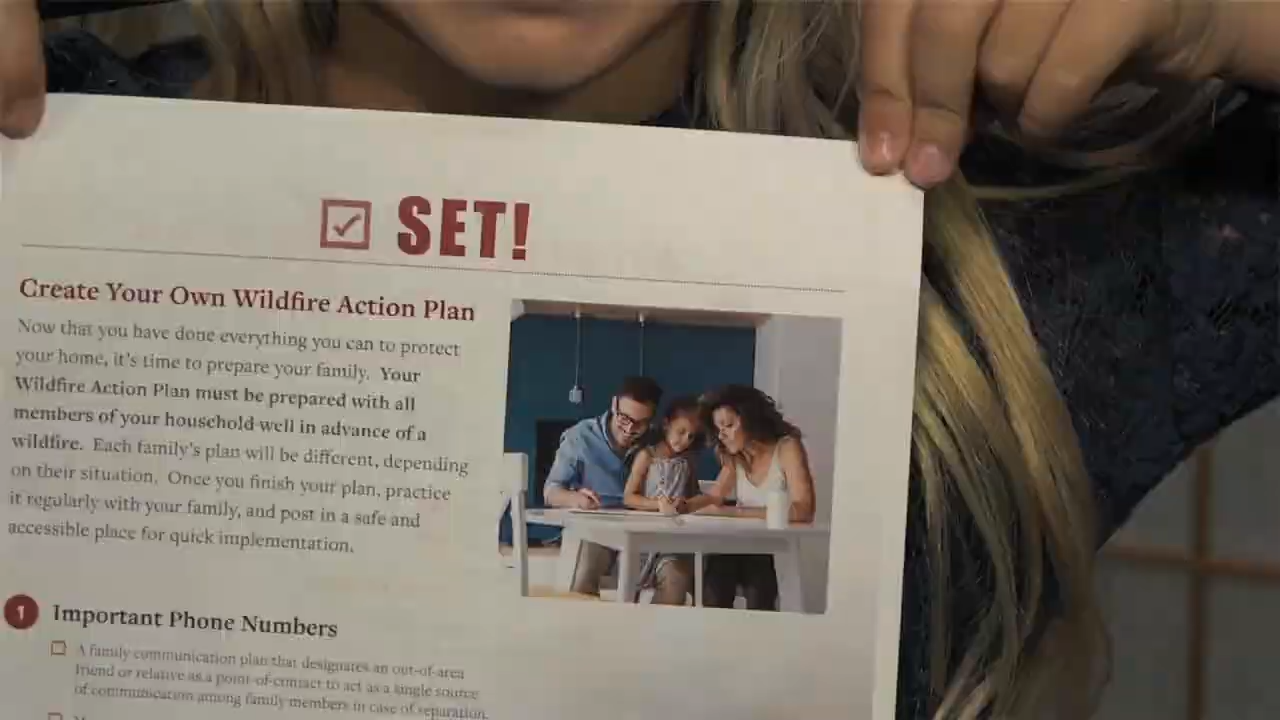 SET!
Create Your Own Wildfire Action Plan
Now that you have done everything you can to protect
your home, it's time to prepare your family. Your
Wildfire Action Plan must be prepared with all
members of your household well in advance of a
wildfire. Each family's plan will be different, depending
on their situation. Once you finish your plan, practice
it regularly with your family, and post in a safe and
accessible place for quick implementation.
1 Important Phone Numbers
A family communication plan that designates an out-of-area
friend or relative as a point-of-contact to act as a single source
of communication among family members in case of separation.